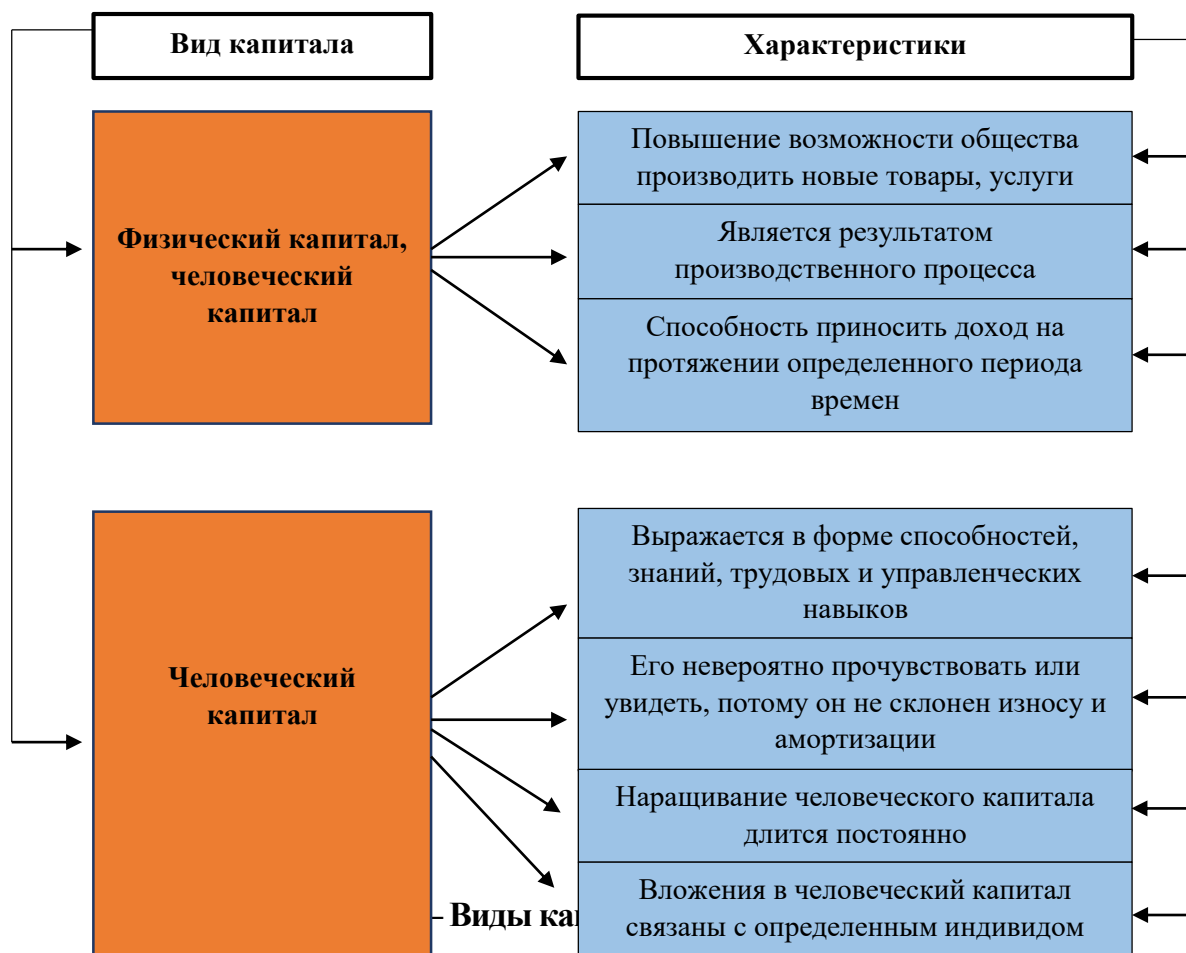 Вид капитала
Характеристики
Физический капитал,
человеческий
капитал
Повышение возможности общества
производить новые товары, услуги
Является результатом
производственного процесса
Способность приносить доход на
протяжении определенного периода
времен
Человеческий
капитал
Выражается в форме способностей,
знаний, трудовых и управленческих
навыков
Его невероятно прочувствовать или
увидеть, потому он не склонен износу и
амортизации
Наращивание человеческого капитала
длится постоянно
Вложения в человеческий капитал
связаны с определенным индивидом
– Виды